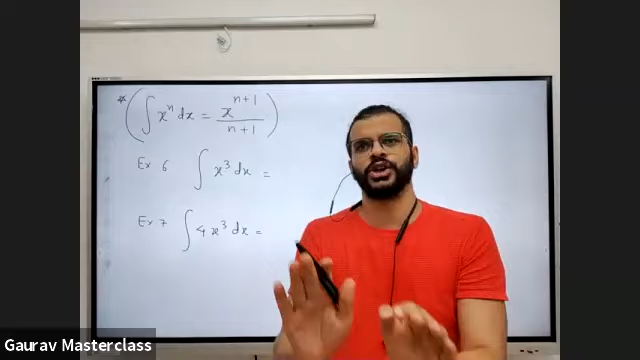 * (∫ xⁿ dx = xⁿ⁺¹/n+1)
Ex 6 ∫ x³ dx =
Ex 7 ∫ 4x³ dx =
Gaurav Masterclass